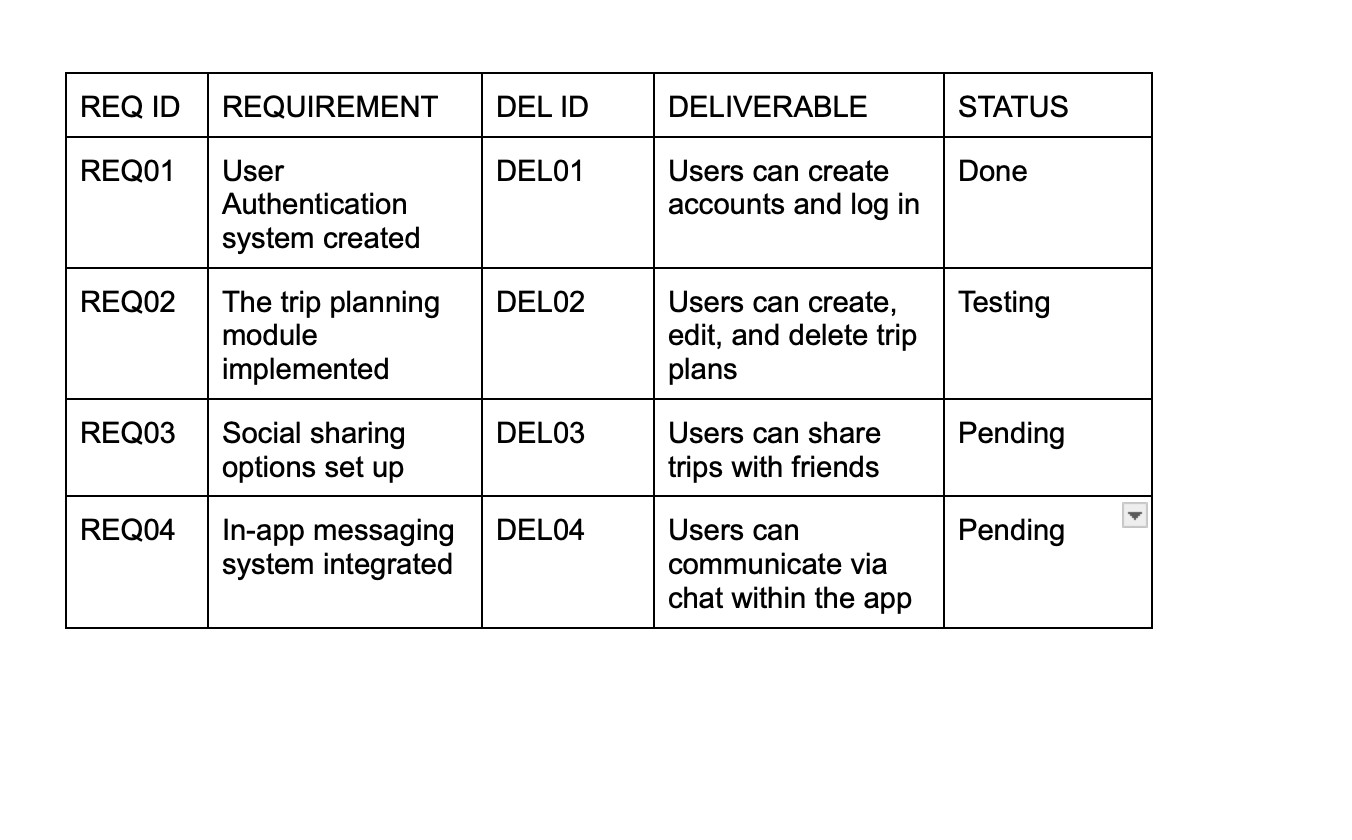 REQ ID REQUIREMENT DEL ID DELIVERABLE STATUS
REQ01 User DEL01 Users can create Done
Authentication accounts and log in
system created
REQ02 The trip planning DEL02 Users can create, Testing
module edit, and delete trip
implemented plans
REQ03 Social sharing DEL03 Users can share Pending
options set up trips with friends
REQ04 In-app messaging DEL04 Users can Pending
system integrated communicate via
chat within the app